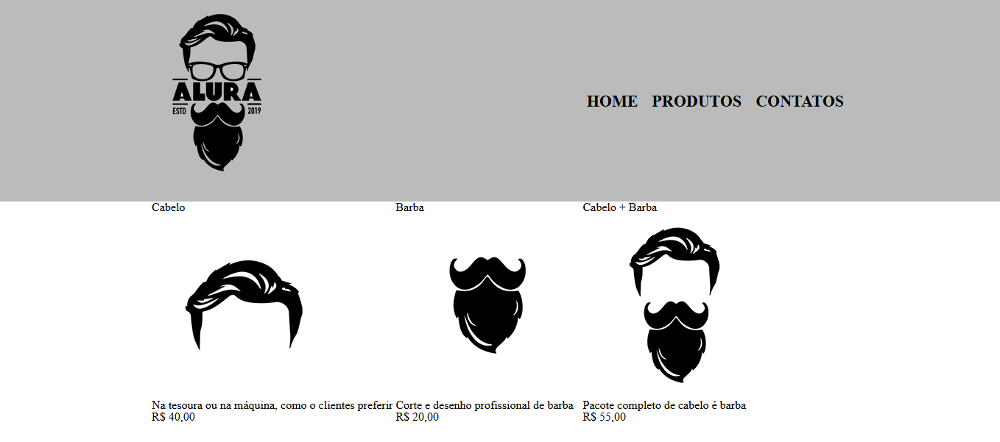 ALURA
ESTD 2019
HOME PRODUTOS CONTATOS
Cabelo
Na tesoura ou na máquina, como o clientes preferir
R$ 40,00
Barba
Corte e desenho profissional de barba
R$ 20,00
Cabelo + Barba
Pacote completo de cabelo é barba
R$ 55,00